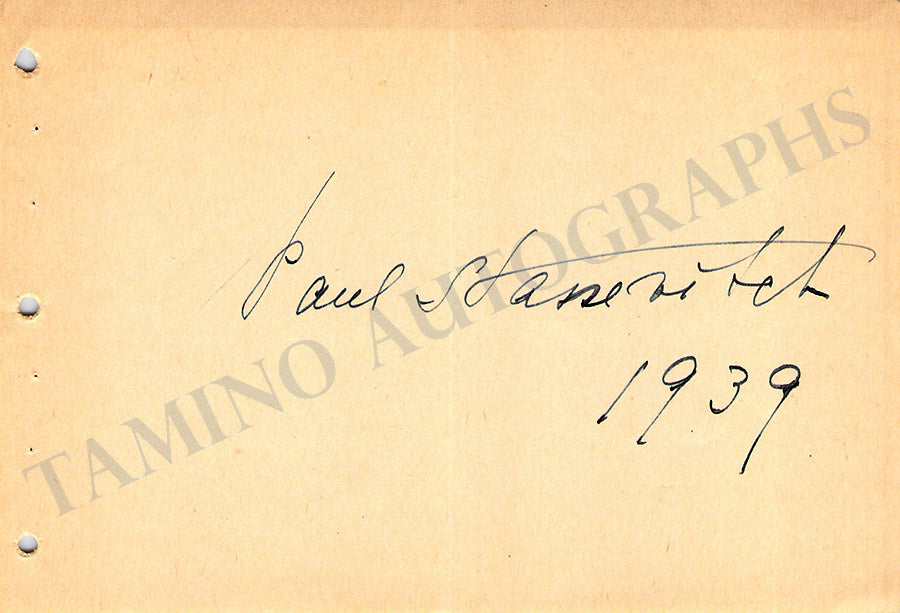 Paul Stassevitch
1939
TAMINO AUTOGRAPHS